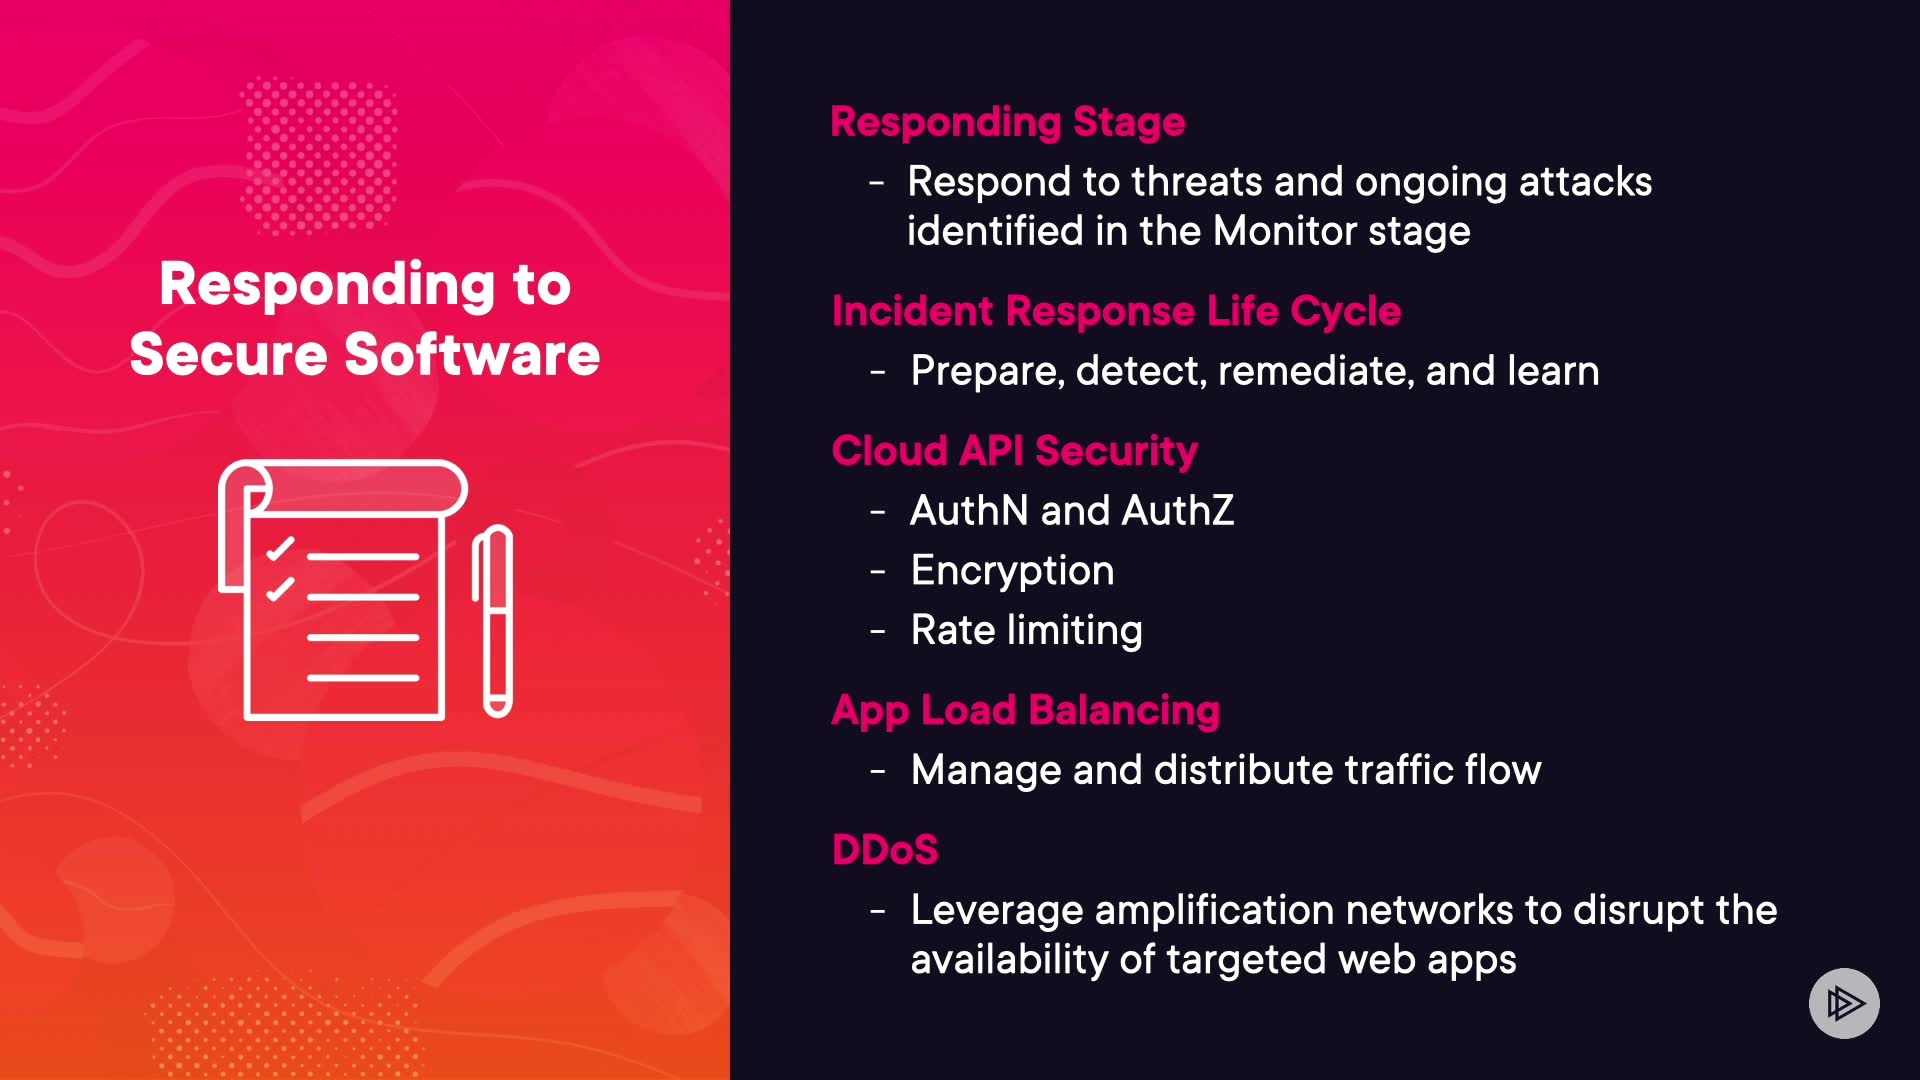 Responding to
Secure Software
Responding Stage
- Respond to threats and ongoing attacks
identified in the Monitor stage
Incident Response Life Cycle
- Prepare, detect, remediate, and learn
Cloud API Security
- AuthN and AuthZ
- Encryption
- Rate limiting
App Load Balancing
- Manage and distribute traffic flow
DDoS
- Leverage amplification networks to disrupt the
availability of targeted web apps